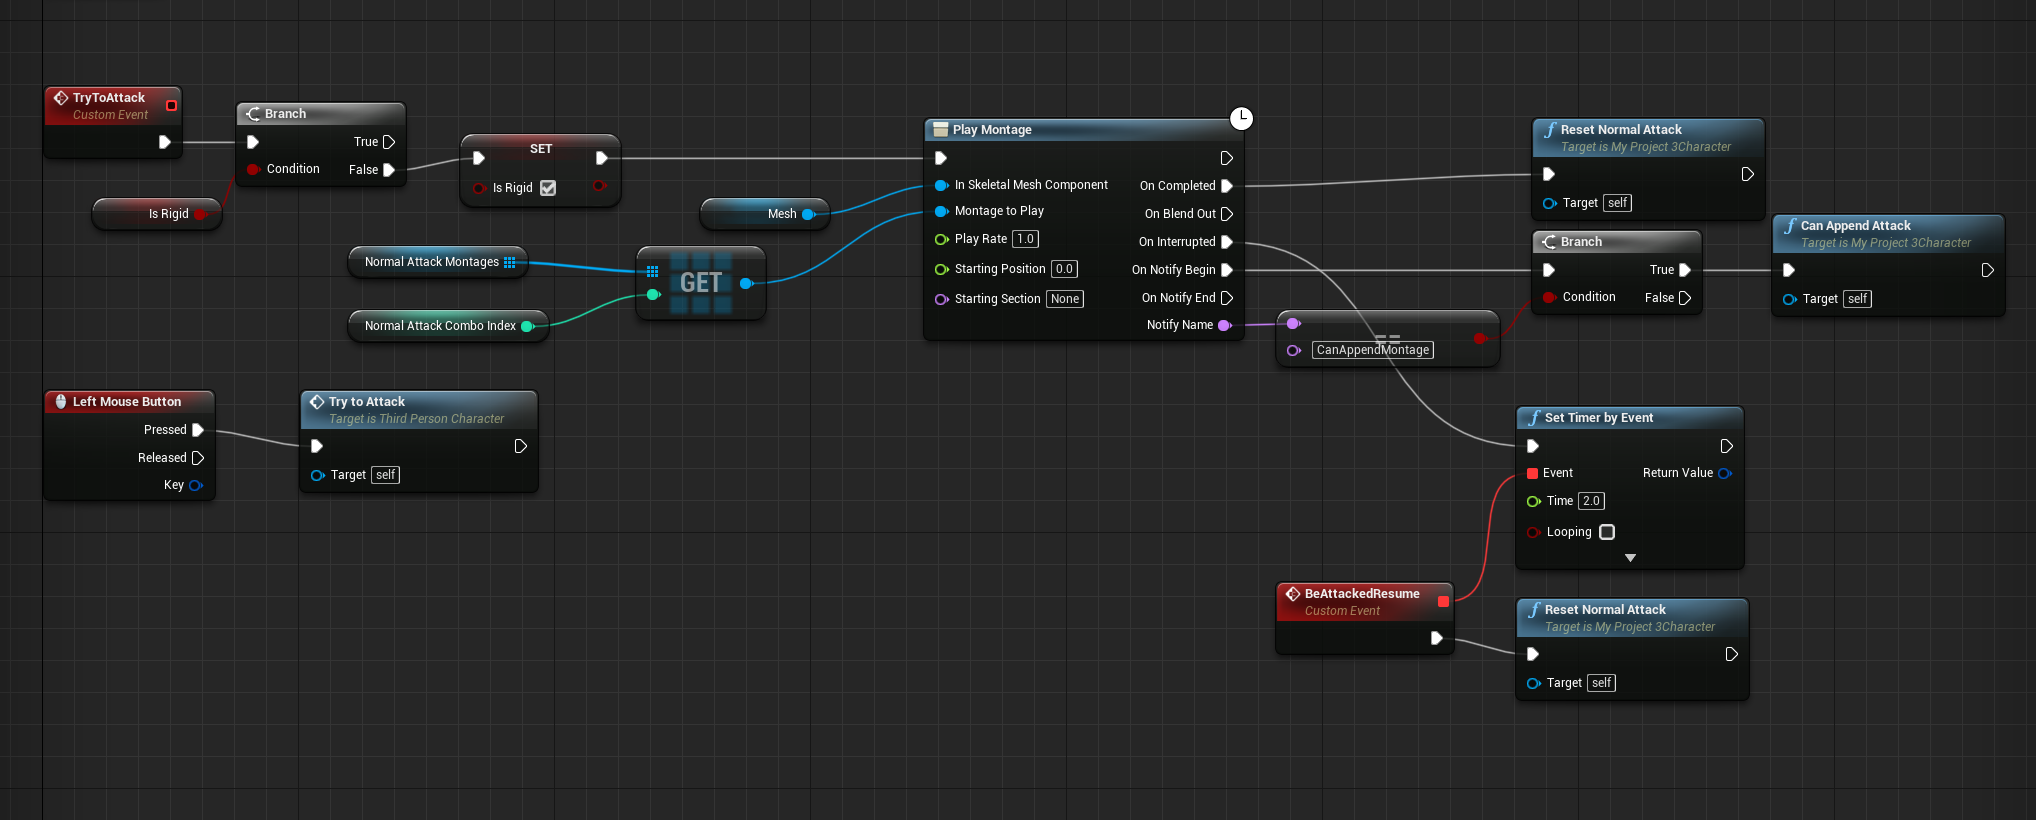 TryToAttack
Custom Event
Branch
True
Condition
False
Is Rigid
SET
Is Rigid
Normal Attack Montages
Normal Attack Combo Index
GET
Mesh
Play Montage
In Skeletal Mesh Component
On Completed
Montage to Play
On Blend Out
Play Rate 1.0
On Interrupted
Starting Position 0.0
On Notify Begin
Starting Section None
On Notify End
Notify Name
==
CanAppendMontage
Reset Normal Attack
Target is My Project 3Character
Target self
Branch
True
Condition
False
Can Append Attack
Target is My Project 3Character
Target self
Left Mouse Button
Pressed
Released
Key
Try to Attack
Target is Third Person Character
Target self
Set Timer by Event
Event
Return Value
Time 2.0
Looping
BeAttackedResume
Custom Event
Reset Normal Attack
Target is My Project 3Character
Target self